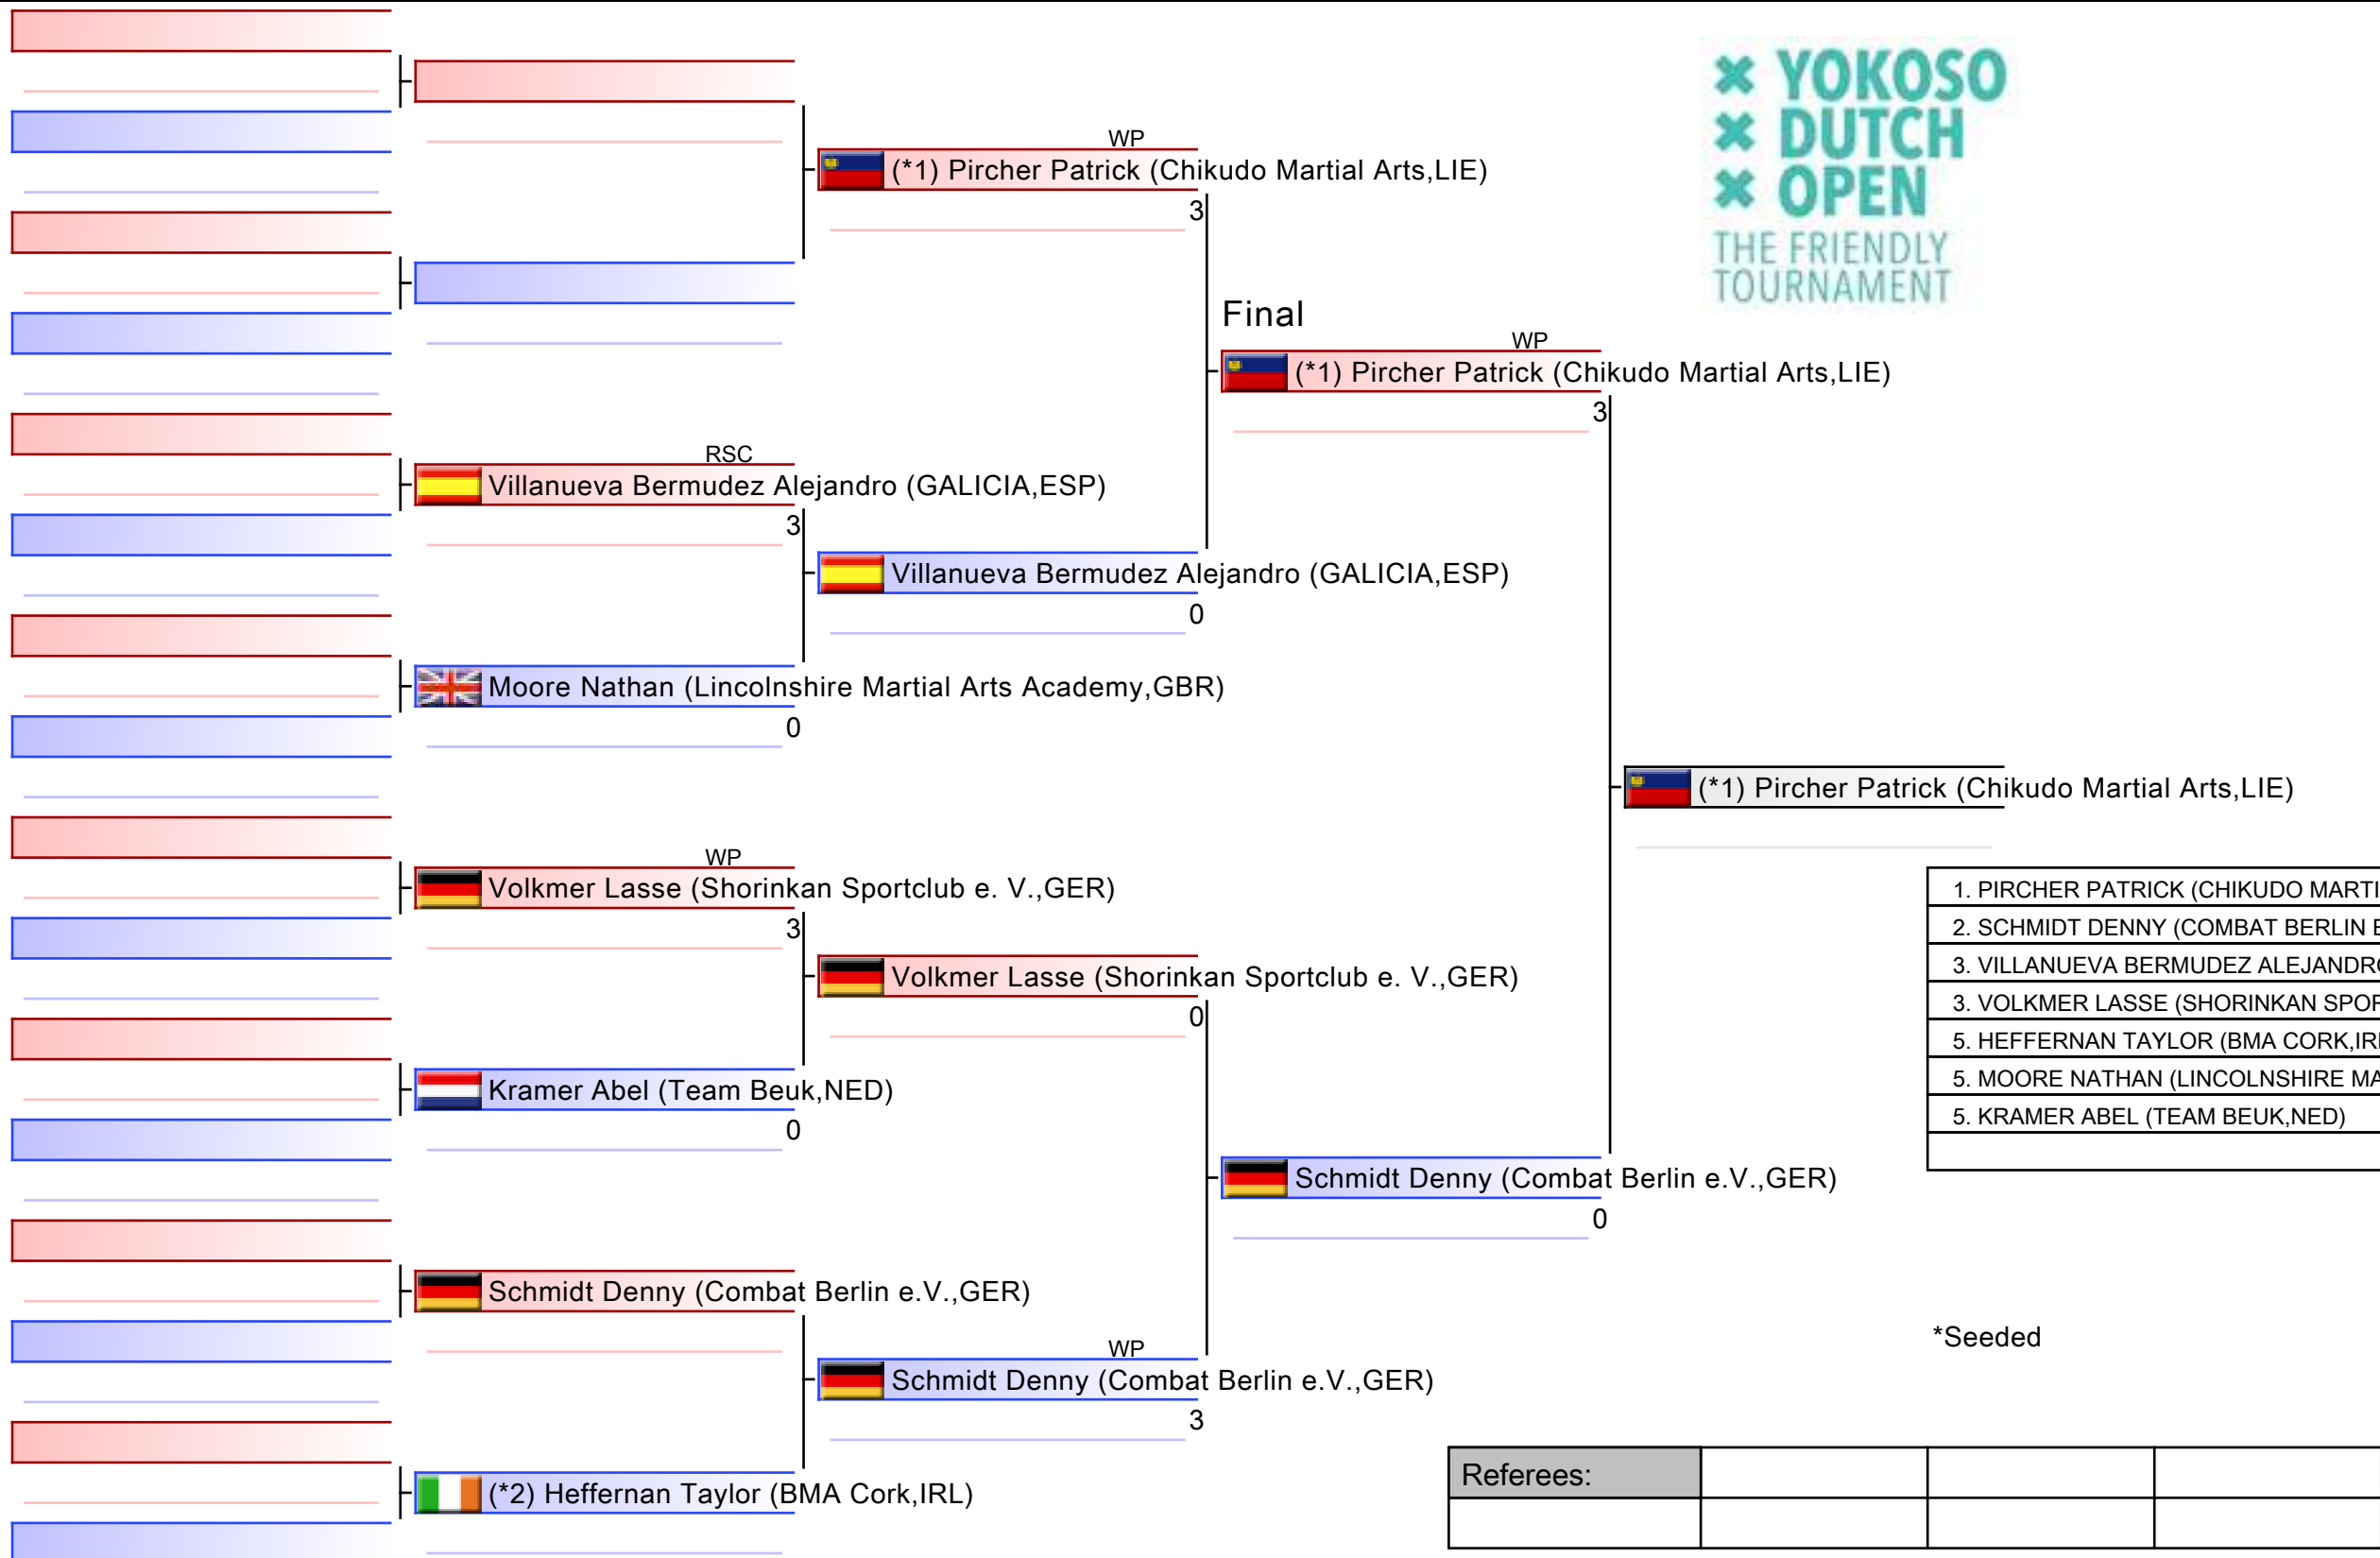 YOKOSO
DUTCH
OPEN
THE FRIENDLY
TOURNAMENT
WP
(*1) Pircher Patrick (Chikudo Martial Arts,LIE)
3
Final
WP
(*1) Pircher Patrick (Chikudo Martial Arts,LIE)
3
RSC
Villanueva Bermudez Alejandro (GALICIA,ESP)
3
Villanueva Bermudez Alejandro (GALICIA,ESP)
0
Moore Nathan (Lincolnshire Martial Arts Academy,GBR)
0
(*1) Pircher Patrick (Chikudo Martial Arts,LIE)
WP
Volkmer Lasse (Shorinkan Sportclub e. V.,GER)
3
Volkmer Lasse (Shorinkan Sportclub e. V.,GER)
0
Kramer Abel (Team Beuk,NED)
0
1. PIRCHER PATRICK (CHIKUDO MARTI
2. SCHMIDT DENNY (COMBAT BERLIN
3. VILLANUEVA BERMUDEZ ALEJANDRO
3. VOLKMER LASSE (SHORINKAN SPOR
5. HEFFERNAN TAYLOR (BMA CORK,IR
5. MOORE NATHAN (LINCOLNSHIRE MA
5. KRAMER ABEL (TEAM BEUK,NED)
Schmidt Denny (Combat Berlin e.V.,GER)
0
Schmidt Denny (Combat Berlin e.V.,GER)
WP
Schmidt Denny (Combat Berlin e.V.,GER)
3
*Seeded
(*2) Heffernan Taylor (BMA Cork,IRL)
Referees: